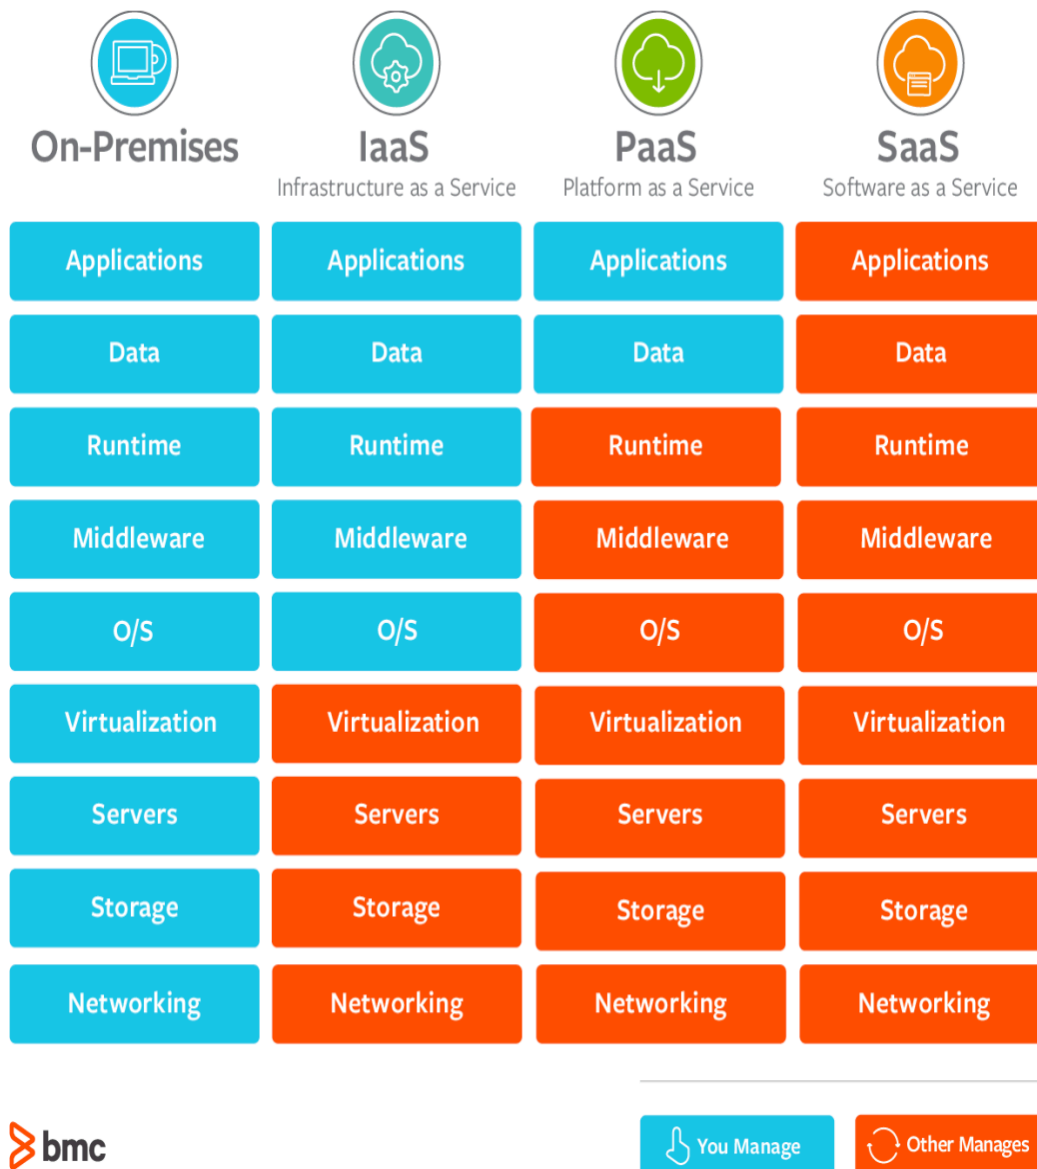 On-Premises
IaaS
Infrastructure as a Service
PaaS
Platform as a Service
SaaS
Software as a Service
Applications
Applications
Applications
Applications
Data
Data
Data
Data
Runtime
Runtime
Runtime
Runtime
Middleware
Middleware
Middleware
Middleware
O/S
O/S
O/S
O/S
Virtualization
Virtualization
Virtualization
Virtualization
Servers
Servers
Servers
Servers
Storage
Storage
Storage
Storage
Networking
Networking
Networking
Networking
bmc
You Manage
Other Manages